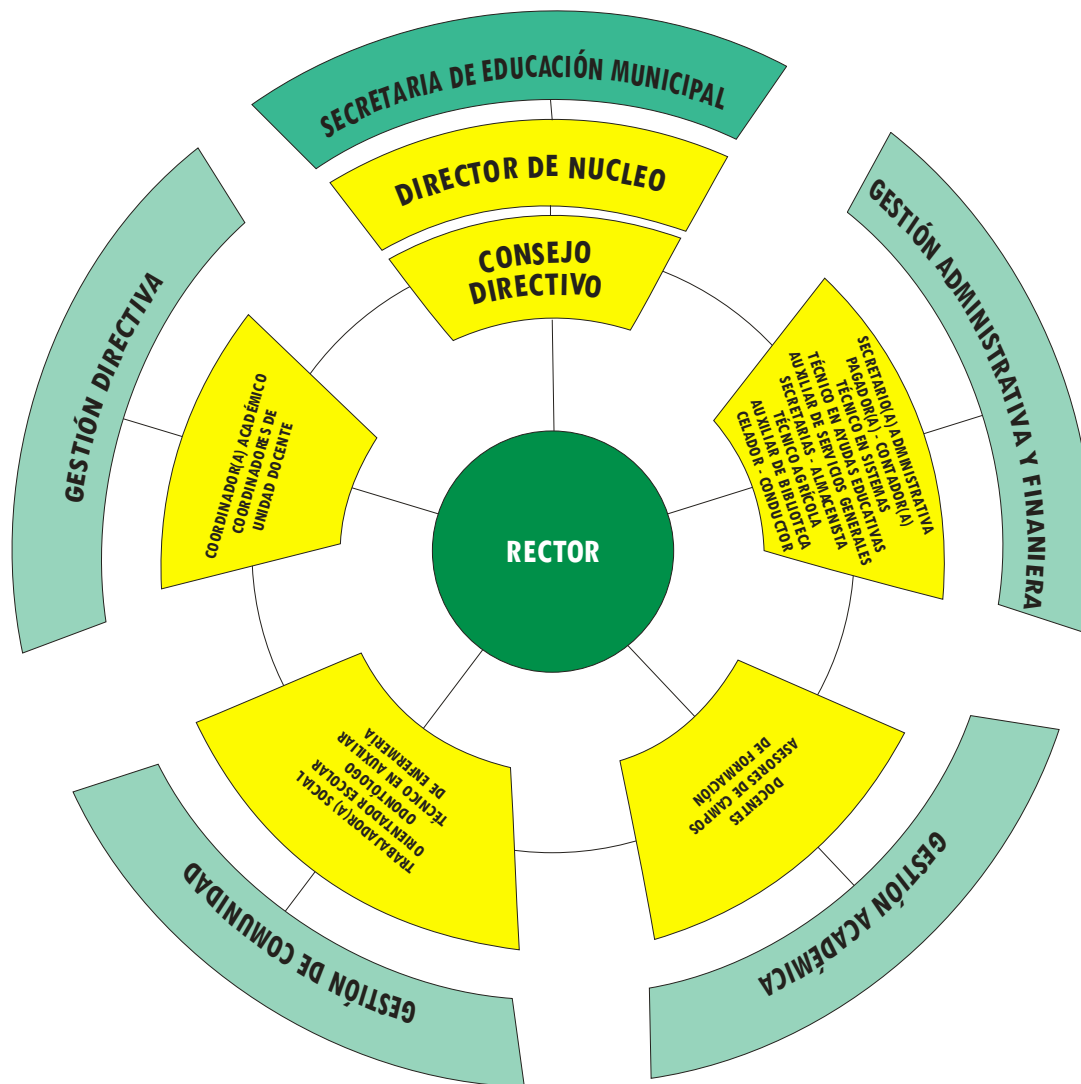 SECRETARIA DE EDUCACIÓN MUNICIPAL
DIRECTOR DE NUCLEO
CONSEJO
DIRECTIVO
GESTIÓN ADMINISTRATIVA Y FINANIERA
SECRETARIO(A) ADMINISTRATIVA
PAGADOR(A) - CONTADOR(A)
TÉCNICO EN SISTEMAS
TÉCNICO EN AYUDAS EDUCATIVAS
AUXILIAR DE SERVICIOS GENERALES
SECRETARIAS - ALMACENISTA
TÉCNICO AGRÍCOLA
AUXILIAR DE BIBLIOTECA
CELADOR - CONDUCTOR
GESTIÓN DIRECTIVA
COORDINADOR(A) ACADÉMICO
COORDINADORES DE
UNIDAD DOCENTE
RECTOR
DOCENTES
ASESORES DE CAMPOS
DE FORMACIÓN
GESTIÓN ACADÉMICA
TRABAJADOR(A) SOCIAL
ORIENTADOR ESCOLAR
ODONTÓLOGO
TÉCNICO EN AUXILIAR
DE ENFERMERÍA
GESTIÓN DE COMUNIDAD